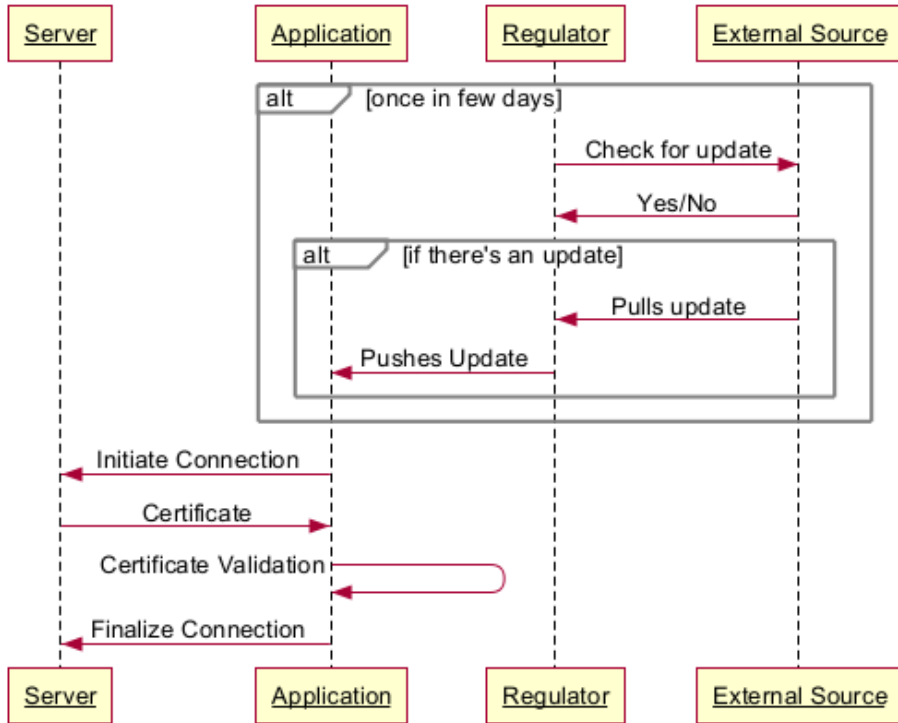 Server Application Regulator External Source
alt [once in few days]
Check for update
Yes/No
alt [if there's an update]
Pulls update
Pushes Update
Initiate Connection
Certificate
Certificate Validation
Finalize Connection
Server Application Regulator External Source